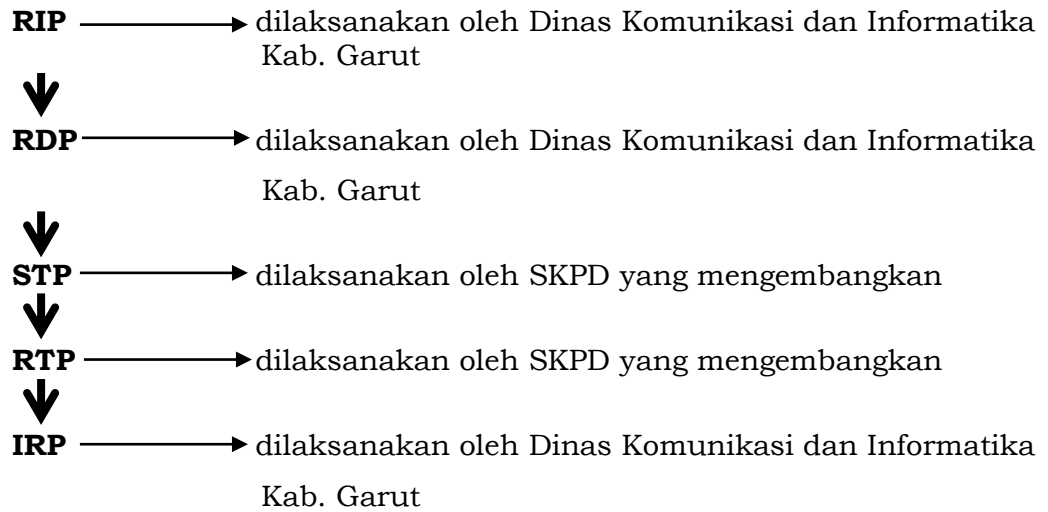 RIP dilaksanakan oleh Dinas Komunikasi dan Informatika
Kab. Garut
RDP dilaksanakan oleh Dinas Komunikasi dan Informatika
Kab. Garut
STP dilaksanakan oleh SKPD yang mengembangkan
RTP dilaksanakan oleh SKPD yang mengembangkan
IRP dilaksanakan oleh Dinas Komunikasi dan Informatika
Kab. Garut